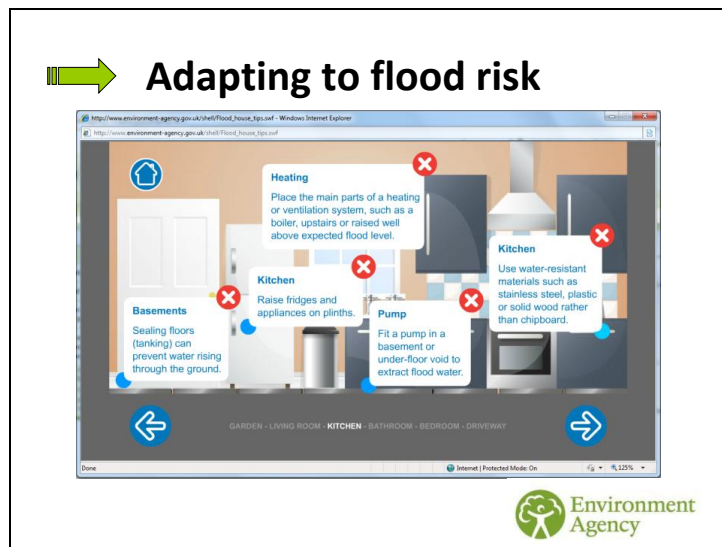 Adapting to flood risk
http://www.environment-agency.gov.uk/shell/Flood_house_tips.swf - Windows Internet Explorer
http://www.environment-agency.gov.uk/shell/Flood_house_tips.swf
Heating
Place the main parts of a heating
or ventilation system, such as a
boiler, upstairs or raised well
above expected flood level.
Kitchen
Use water-resistant
materials such as
stainless steel, plastic
or solid wood rather
than chipboard.
Kitchen
Raise fridges and
appliances on plinths.
Basements
Sealing floors
(tanking) can
prevent water rising
through the ground.
Pump
Fit a pump in a
basement or
under-floor void to
extract flood water.
GARDEN - LIVING ROOM - KITCHEN - BATHROOM - BEDROOM - DRIVEWAY
Done
Internet | Protected Mode: On
125%
Environment
Agency